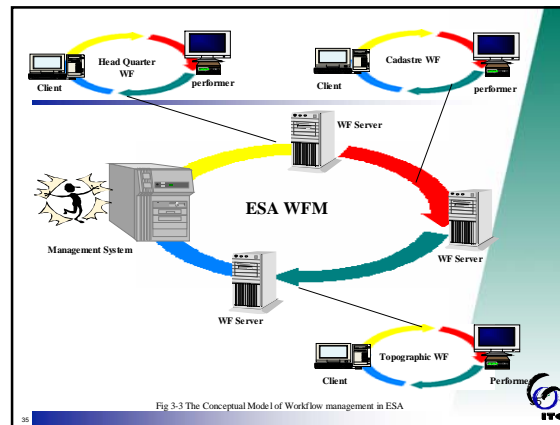 Head Quarter
WF
Client
performer
Cadastre WF
Client
performer
WF Server
ESA WFM
Management System
WF Server
WF Server
Topographic WF
Client
Performer
Fig 3-3 The Conceptual Model of Workflow management in ESA
35
ITC